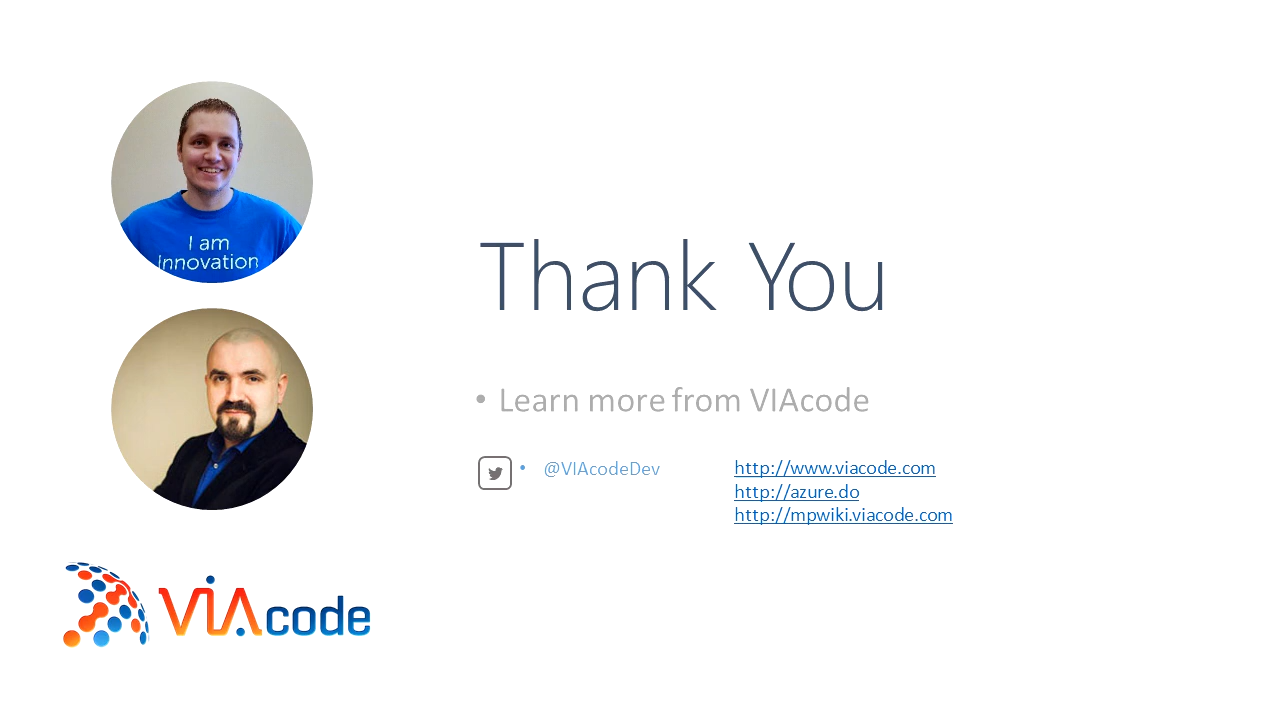 I am
Innovation
Thank You
• Learn more from VIAcode
• @VIAcodeDev
http://www.viacode.com
http://azure.do
http://mpwiki.viacode.com
VIAcode